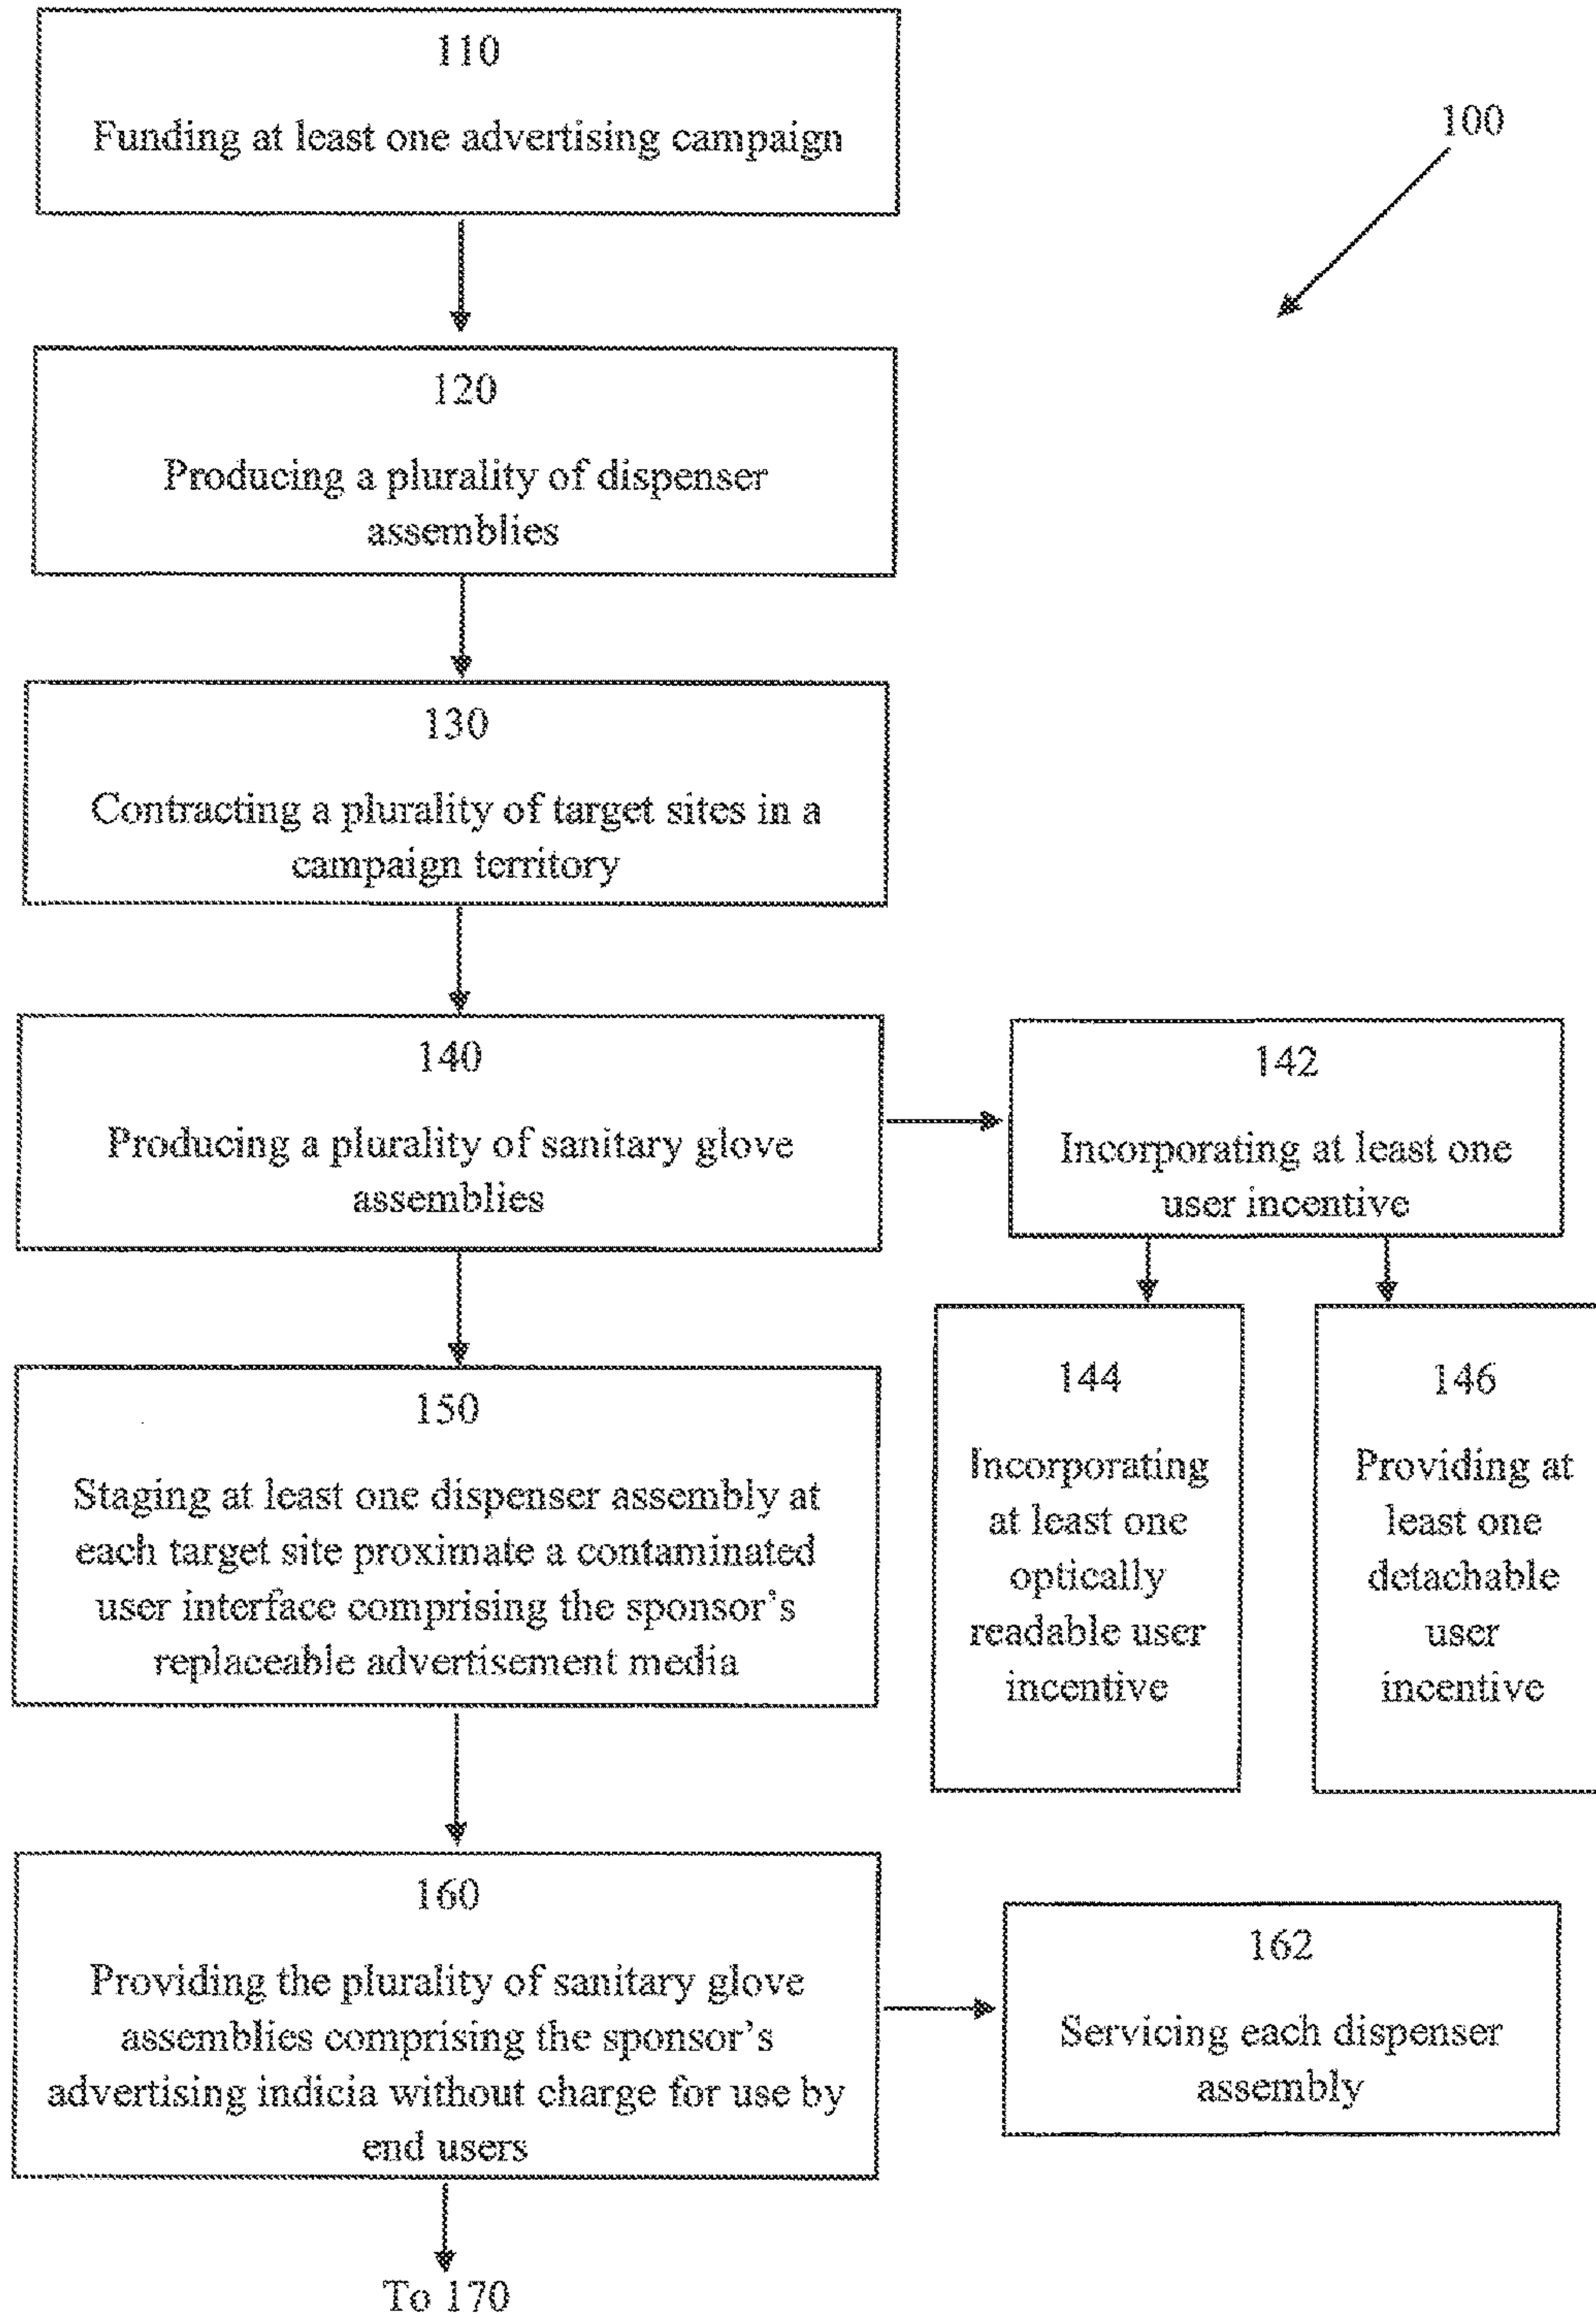 110
Funding at least one advertising campaign
100
120
Producing a plurality of dispenser
assemblies
130
Contracting a plurality of target sites in a
campaign territory
140
Producing a plurality of sanitary glove
assemblies
142
Incorporating at least one
user incentive
144
Incorporating
at least one
optically
readable user
incentive
146
Providing at
least one
detachable
user
incentive
150
Staging at least one dispenser assembly at
each target site proximate a contaminated
user interface comprising the sponsor's
replaceable advertisement media
160
Providing the plurality of sanitary glove
assemblies comprising the sponsor's
advertising indicia without charge for use by
end users
162
Servicing each dispenser
assembly
To 170